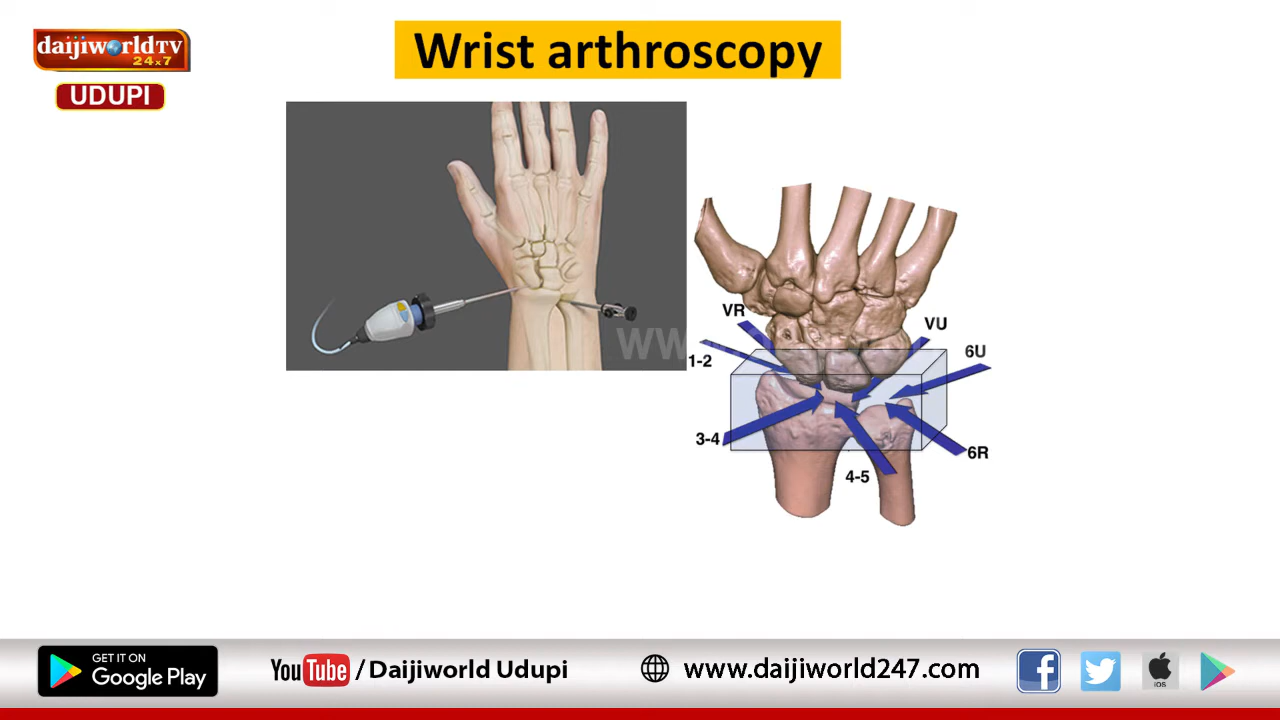 daijiworldTV
24x7
UDUPI
Wrist arthroscopy
VR
VU
1-2
6U
3-4
6R
4-5
GET IT ON
Google Play
YouTube / Daijiworld Udupi
www.daijiworld247.com
iOS